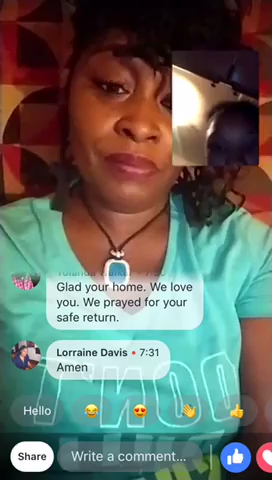 Glad your home. We love
you. We prayed for your
safe return.
Lorraine Davis • 7:31
Amen
Hello
Share
Write a comment...